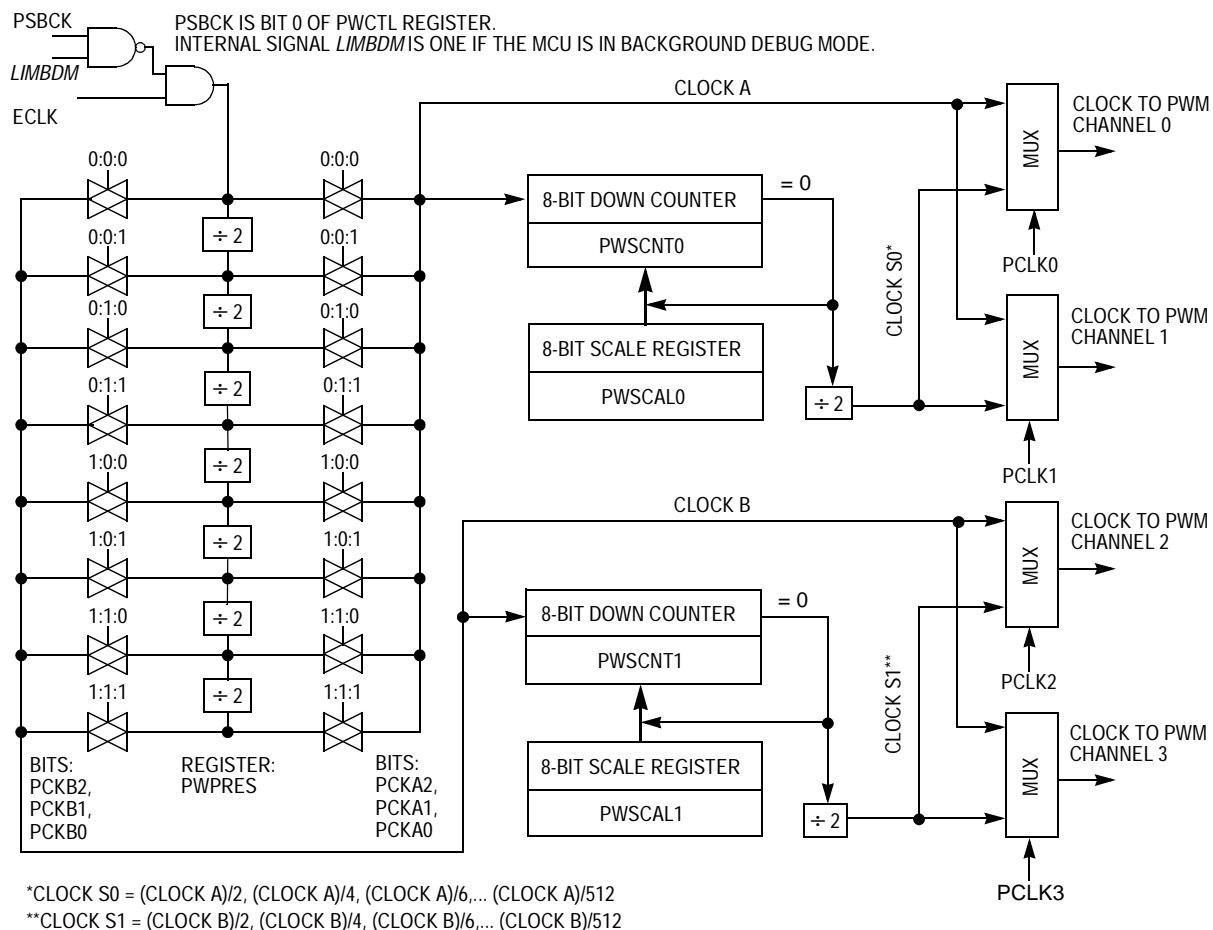 PSBCK
PSBCK IS BIT 0 OF PWCTL REGISTER.
INTERNAL SIGNAL LIMBDM IS ONE IF THE MCU IS IN BACKGROUND DEBUG MODE.
LIMBDM
ECLK
CLOCK A
CLOCK TO PWM
CHANNEL 0
MUX
PCLK0
0:0:0
0:0:0
÷ 2
0:0:1
0:0:1
÷ 2
0:1:0
0:1:0
÷ 2
0:1:1
0:1:1
÷ 2
1:0:0
1:0:0
÷ 2
1:0:1
1:0:1
÷ 2
1:1:0
1:1:0
÷ 2
1:1:1
1:1:1
8-BIT DOWN COUNTER
= 0
PWSCNT0
8-BIT SCALE REGISTER
PWSCAL0
÷ 2
CLOCK S0*
CLOCK TO PWM
CHANNEL 1
MUX
PCLK1
CLOCK B
CLOCK TO PWM
CHANNEL 2
MUX
PCLK2
8-BIT DOWN COUNTER
= 0
PWSCNT1
8-BIT SCALE REGISTER
PWSCAL1
÷ 2
CLOCK S1**
CLOCK TO PWM
CHANNEL 3
MUX
PCLK3
BITS:
PCKB2,
PCKB1,
PCKB0
REGISTER:
PWPRES
BITS:
PCKA2,
PCKA1,
PCKA0
*CLOCK S0 = (CLOCK A)/2, (CLOCK A)/4, (CLOCK A)/6,... (CLOCK A)/512
**CLOCK S1 = (CLOCK B)/2, (CLOCK B)/4, (CLOCK B)/6,... (CLOCK B)/512